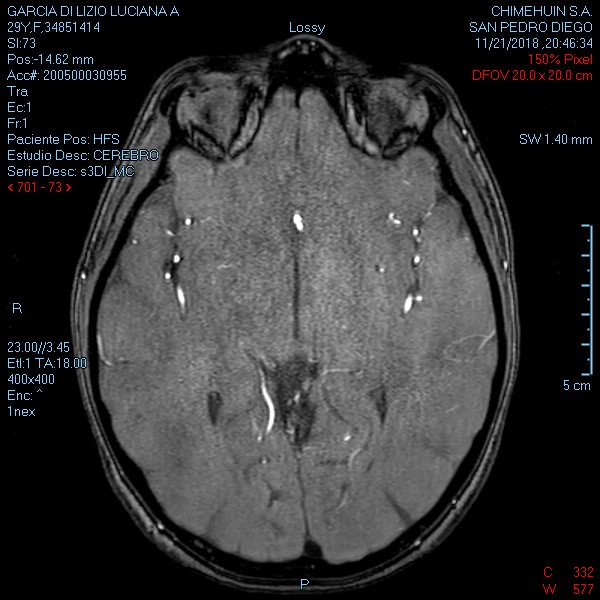 GARCIA DI LIZIO LUCIANA A
29Y,F,34851414
Sl:73
Pos:-14.62 mm
Acc#: 200500030955
Tra
Ec:1
Fr:1
Paciente Pos: HFS
Estudio Desc: CEREBRO
Serie Desc: s3DI_MC
< 701 - 73 >
Lossy
CHIMEHUIN S.A.
SAN PEDRO DIEGO
11/21/2018 ,20:46:34
150% Pixel
DFOV 20.0 x 20.0 cm
SW 1.40 mm
R
5 cm
23.00//3.45
Etl:1 TA:18.00
400x400
Enc: ^
1nex
P
C 332
W 577